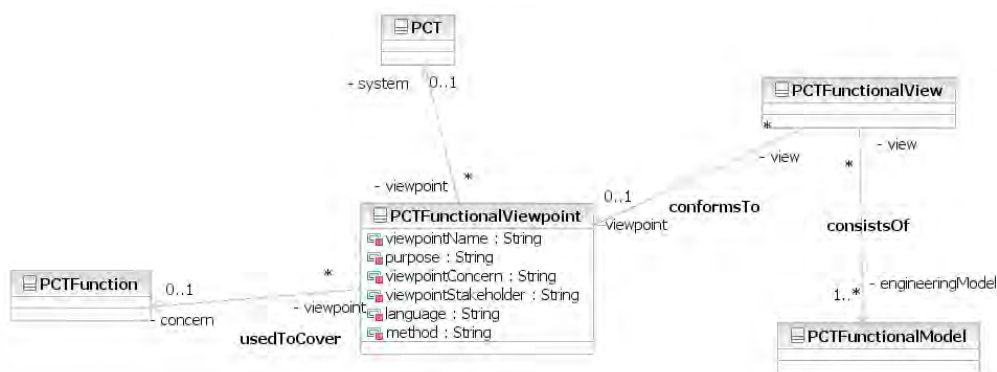 PCT
- system
0..1
PCTFunctionalView
*
- view
- view
*
- viewpoint
*
0..1
conformsTo
viewpoint
consistsOf
PCTFunctionalViewpoint
viewpointName : String
purpose : String
viewpointConcern : String
viewpointStakeholder : String
language : String
method : String
PCTFunction
0..1
*
- concern
- viewpoint
usedToCover
- engineeringModel
1..*
PCTFunctionalModel